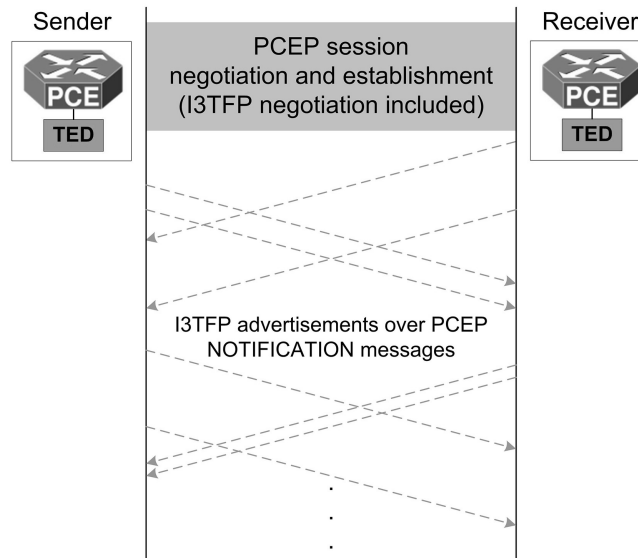 Sender
Receiver
PCE
TED
PCEP session
negotiation and establishment
(I3TFP negotiation included)
PCE
TED
I3TFP advertisements over PCEP
NOTIFICATION messages
.
.
.